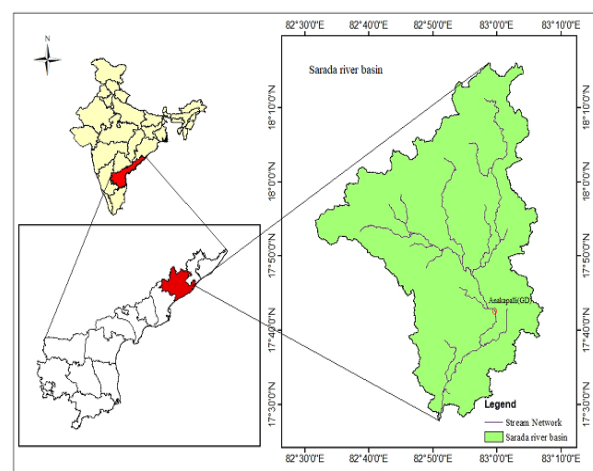 N
82°30'0"E 82°40'0"E 82°50'0"E 83°0'0"E 83°10'0"E
Sarada river basin
18°10'0"N 18°10'0"N
18°0'0"N 18°0'0"N
17°50'0"N 17°50'0"N
Anakapalli(GD)
17°40'0"N 17°40'0"N
17°30'0"N 17°30'0"N
Legend
Stream Network
Sarada river basin
82°30'0"E 82°40'0"E 82°50'0"E 83°0'0"E 83°10'0"E